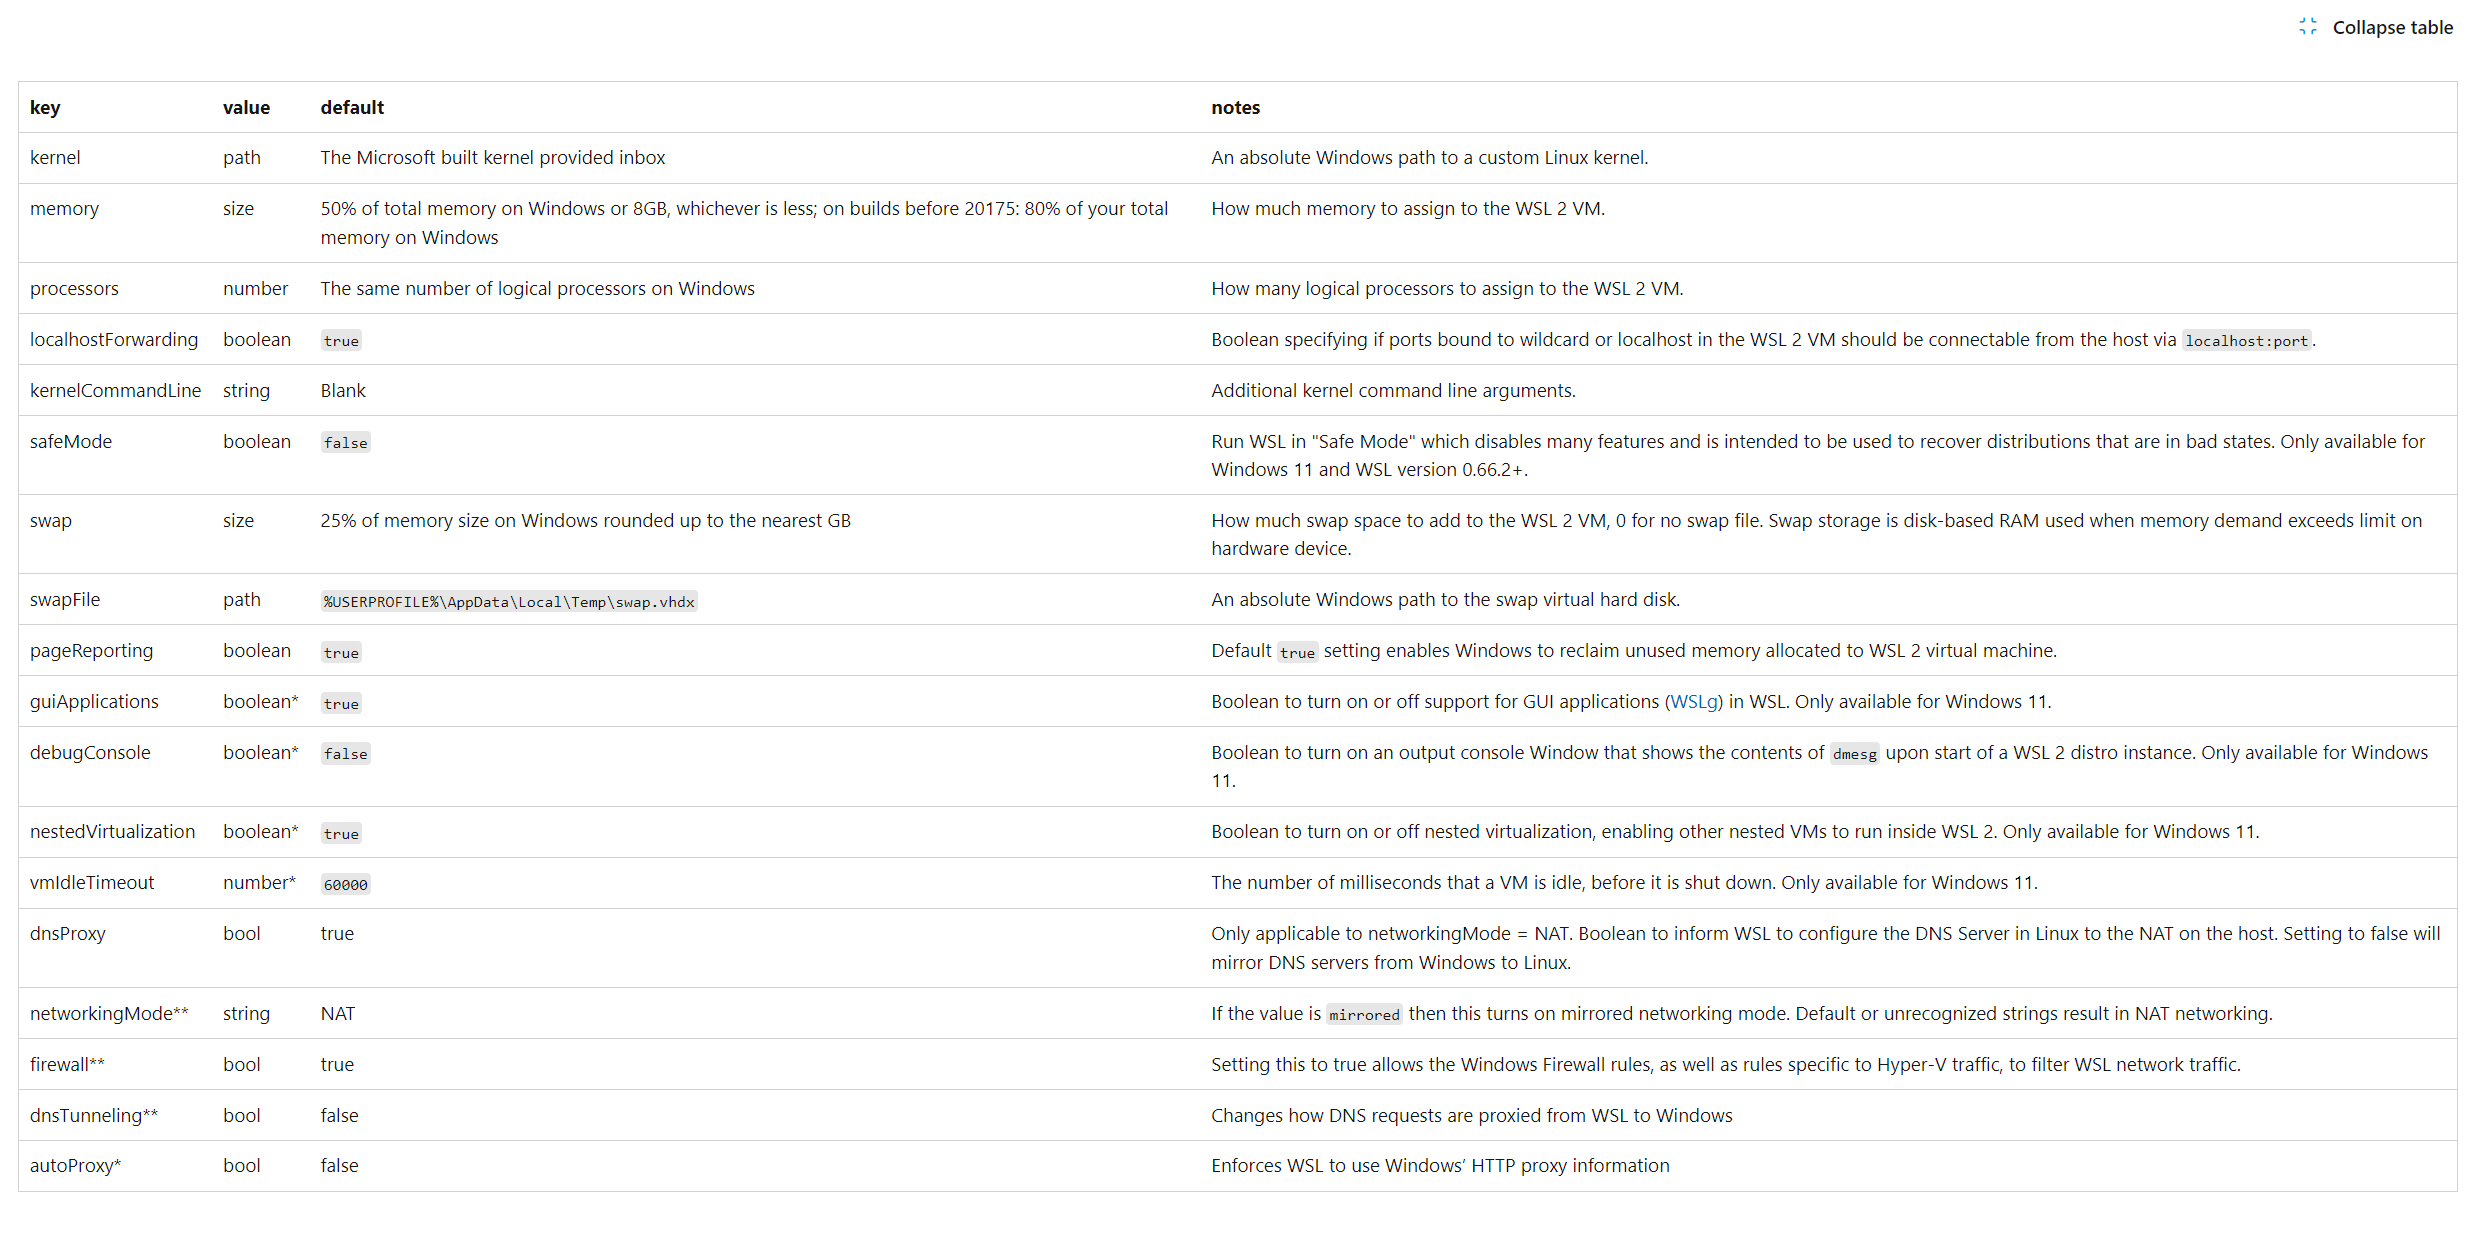 Collapse table
key value default notes
kernel path The Microsoft built kernel provided inbox An absolute Windows path to a custom Linux kernel.
memory size 50% of total memory on Windows or 8GB, whichever is less; on builds before 20175: 80% of your total How much memory to assign to the WSL 2 VM.
memory on Windows
processors number The same number of logical processors on Windows How many logical processors to assign to the WSL 2 VM.
localhostForwarding boolean true Boolean specifying if ports bound to wildcard or localhost in the WSL 2 VM should be connectable from the host via localhost:port.
kernelCommandLine string Blank Additional kernel command line arguments.
safeMode boolean false Run WSL in "Safe Mode" which disables many features and is intended to be used to recover distributions that are in bad states. Only available for
Windows 11 and WSL version 0.66.2+.
swap size 25% of memory size on Windows rounded up to the nearest GB How much swap space to add to the WSL 2 VM, 0 for no swap file. Swap storage is disk-based RAM used when memory demand exceeds limit on
hardware device.
swapFile path %USERPROFILE%\AppData\Local\Temp\swap.vhdx An absolute Windows path to the swap virtual hard disk.
pageReporting boolean true Default true setting enables Windows to reclaim unused memory allocated to WSL 2 virtual machine.
guiApplications boolean* true Boolean to turn on or off support for GUI applications (WSLg) in WSL. Only available for Windows 11.
debugConsole boolean* false Boolean to turn on an output console Window that shows the contents of dmesg upon start of a WSL 2 distro instance. Only available for Windows
11.
nestedVirtualization boolean* true Boolean to turn on or off nested virtualization, enabling other nested VMs to run inside WSL 2. Only available for Windows 11.
vmIdleTimeout number* 60000 The number of milliseconds that a VM is idle, before it is shut down. Only available for Windows 11.
dnsProxy bool true Only applicable to networkingMode = NAT. Boolean to inform WSL to configure the DNS Server in Linux to the NAT on the host. Setting to false will
mirror DNS servers from Windows to Linux.
networkingMode** string NAT If the value is mirrored then this turns on mirrored networking mode. Default or unrecognized strings result in NAT networking.
firewall** bool true Setting this to true allows the Windows Firewall rules, as well as rules specific to Hyper-V traffic, to filter WSL network traffic.
dnsTunneling** bool false Changes how DNS requests are proxied from WSL to Windows
autoProxy* bool false Enforces WSL to use Windows’ HTTP proxy information